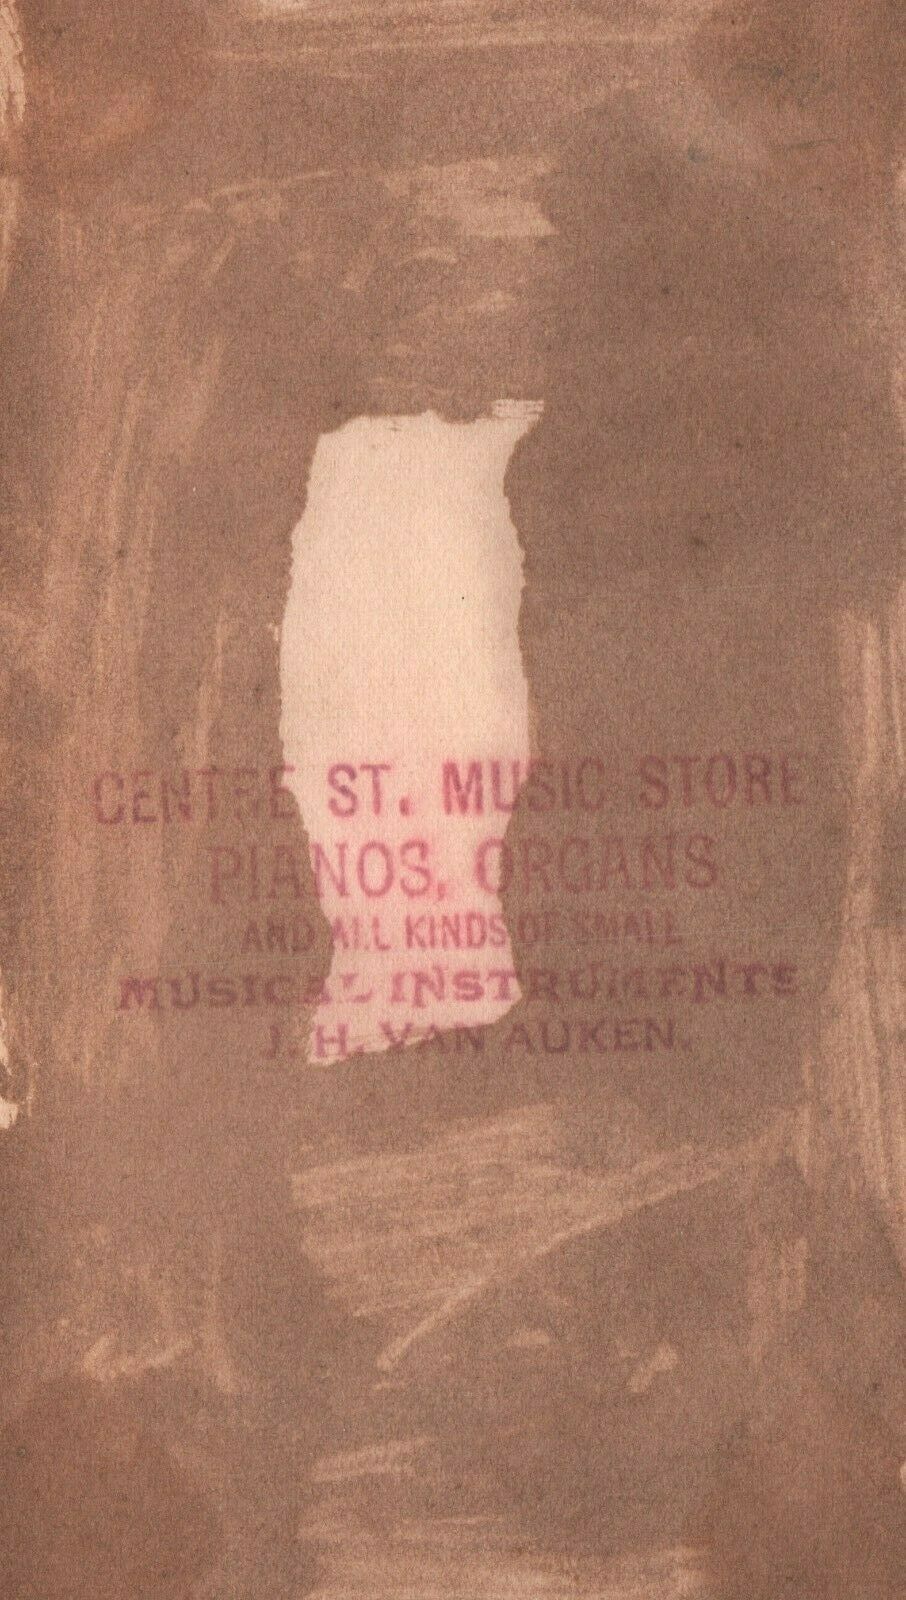 CENTRE ST. MUSIC STORE
PIANOS, ORGANS
AND ALL KINDS OF SMALL
MUSICAL INSTRUMENTS
J. H. VAN AUKEN.